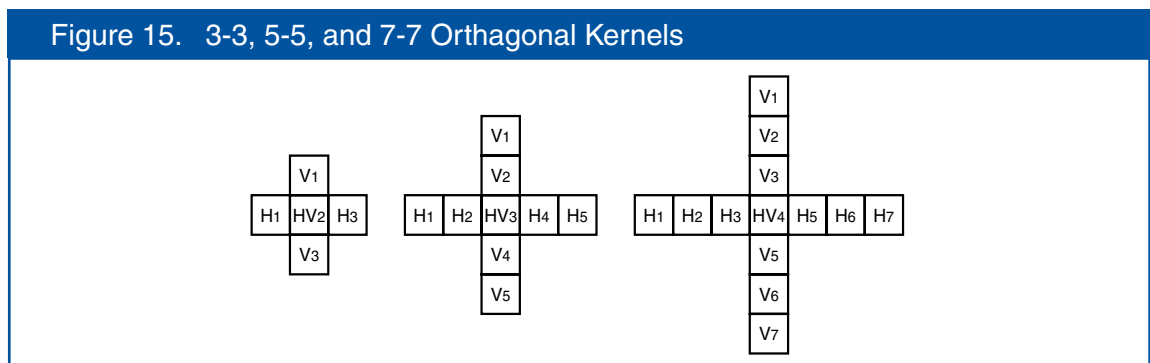 Figure 15. 3-3, 5-5, and 7-7 Orthagonal Kernels
V1
V1 V2
V1 V2 V3
H1 HV2 H3 H1 H2 HV3 H4 H5 H1 H2 H3 HV4 H5 H6 H7
V3 V4 V5
V5 V6
V7